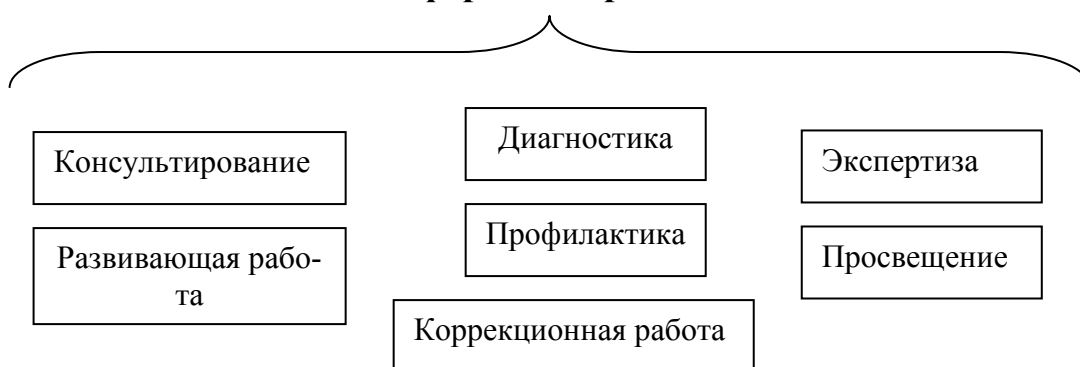 Консультирование
Развивающая рабо-
та
Диагностика
Профилактика
Коррекционная работа
Экспертиза
Просвещение